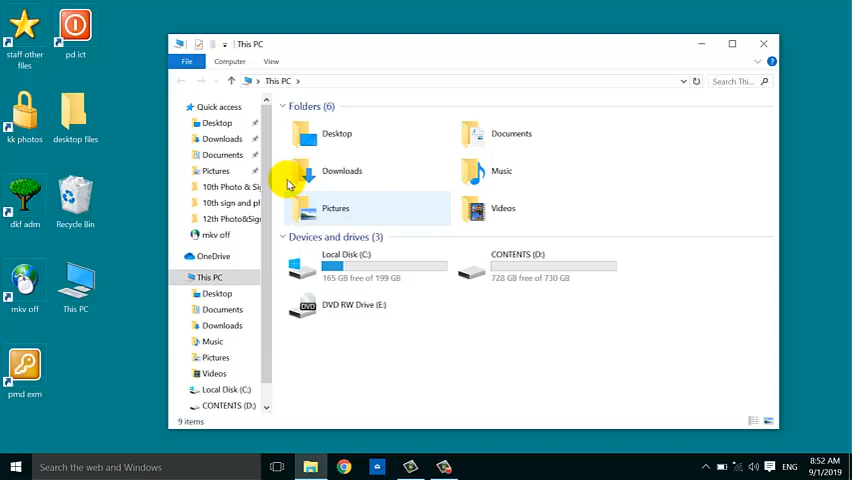 staff other
files
pd ict
kk photos
desktop files
dkf adm
Recycle Bin
mkv off
This PC
pmd exm
This PC
File
Computer
View
This PC
Search Thi...
Quick access
Desktop
Downloads
Documents
Pictures
10th Photo & Si
10th sign and ph
12th Photo&Sign
mkv off
OneDrive
This PC
Desktop
Documents
Downloads
Music
Pictures
Videos
Local Disk (C:)
CONTENTS (D:)
Folders (6)
Desktop
Documents
Downloads
Music
Pictures
Videos
Devices and drives (3)
Local Disk (C:)
165 GB free of 199 GB
CONTENTS (D:)
728 GB free of 730 GB
DVD
DVD RW Drive (E:)
9 items
Search the web and Windows
ENG
8:52 AM
9/1/2019